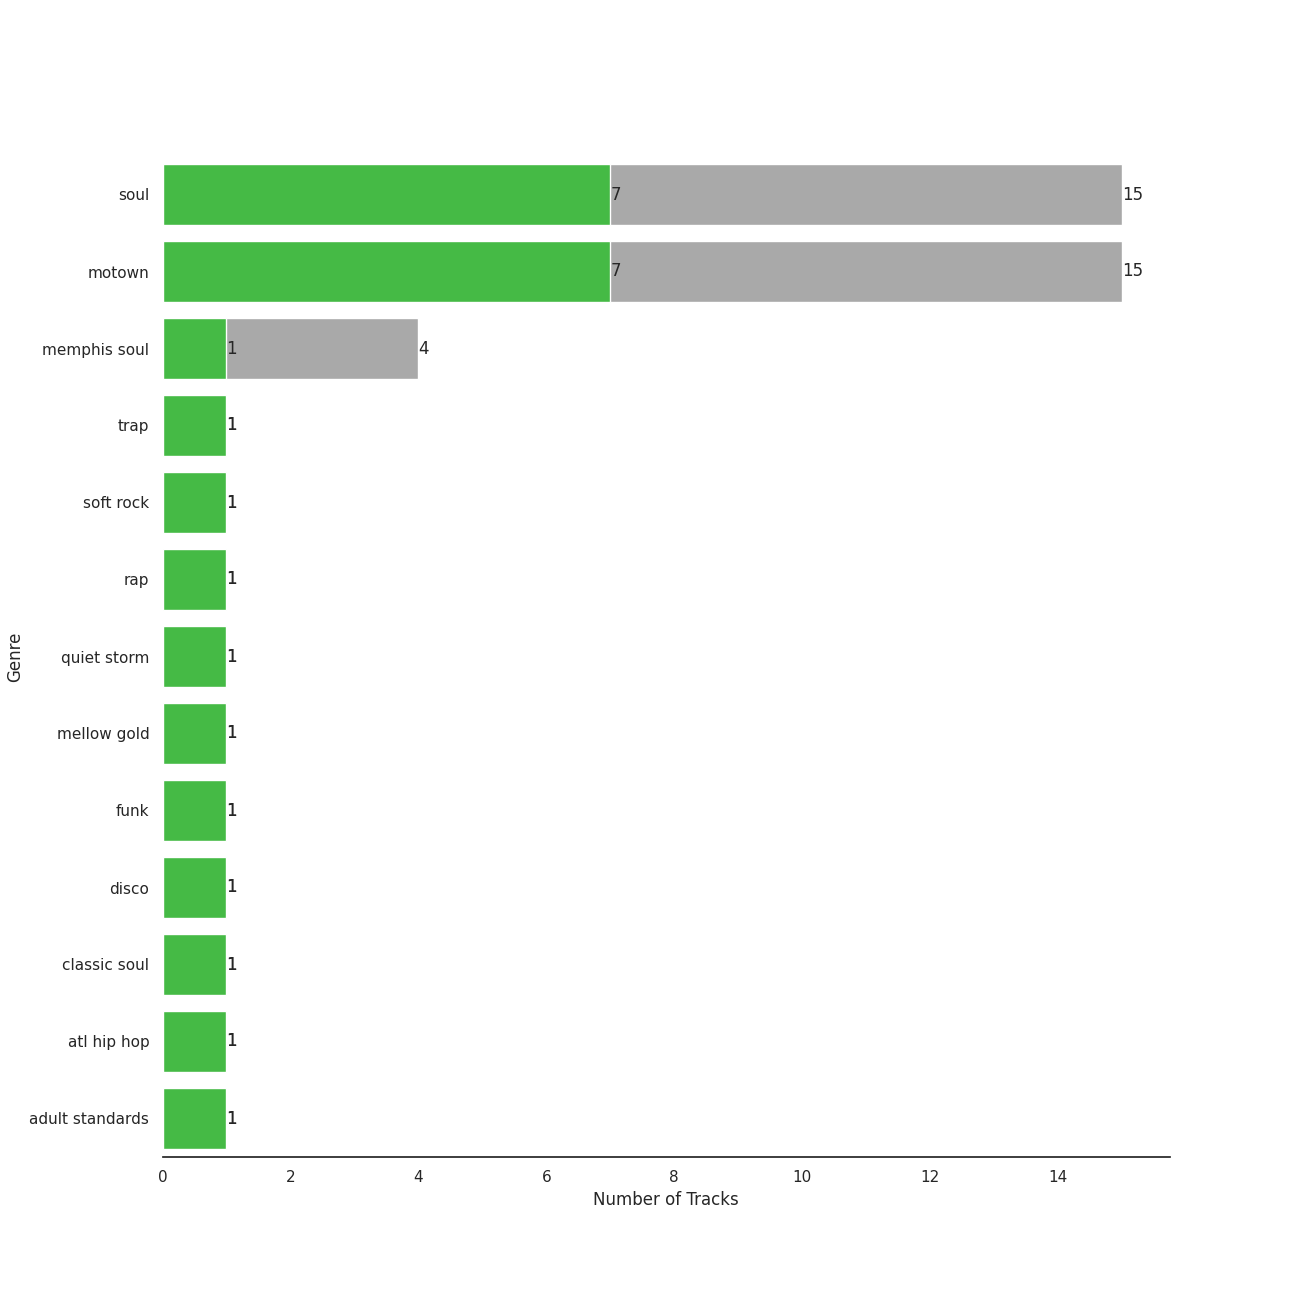 soul 7 15
motown 7 15
memphis soul 1 4
trap 1
soft rock 1
rap 1
quiet storm 1
mellow gold 1
funk 1
disco 1
classic soul 1
atl hip hop 1
adult standards 1
Genre
0 2 4 6 8 10 12 14
Number of Tracks